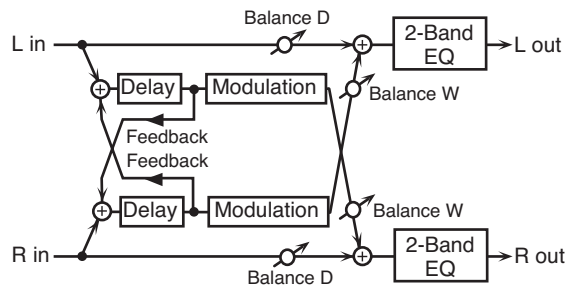 Balance D
L in
2-Band
EQ
L out
Delay
Modulation
Balance W
Feedback
Feedback
Delay
Modulation
Balance W
R in
Balance D
2-Band
EQ
R out